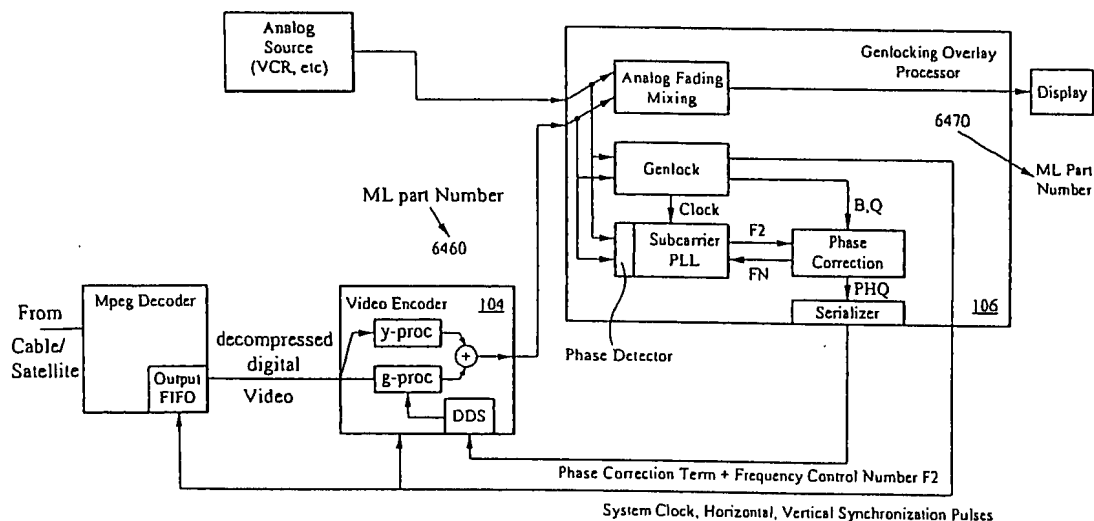 Analog
Source
(VCR, etc)
Genlocking Overlay
Processor
Analog Fading
Mixing
Display
6470
ML Part
Number
Genlock
ML part Number
6460
Clock
B,Q
Subcarrier
PLL
F2
FN
Phase
Correction
PHQ
Serializer
106
Phase Detector
Mpeg Decoder
From
Cable/
Satellite
Output
FIFO
decompressed
digital
Video
Video Encoder
104
y-proc
+
g-proc
DDS
Phase Correction Term + Frequency Control Number F2
System Clock, Horizontal, Vertical Synchronization Pulses